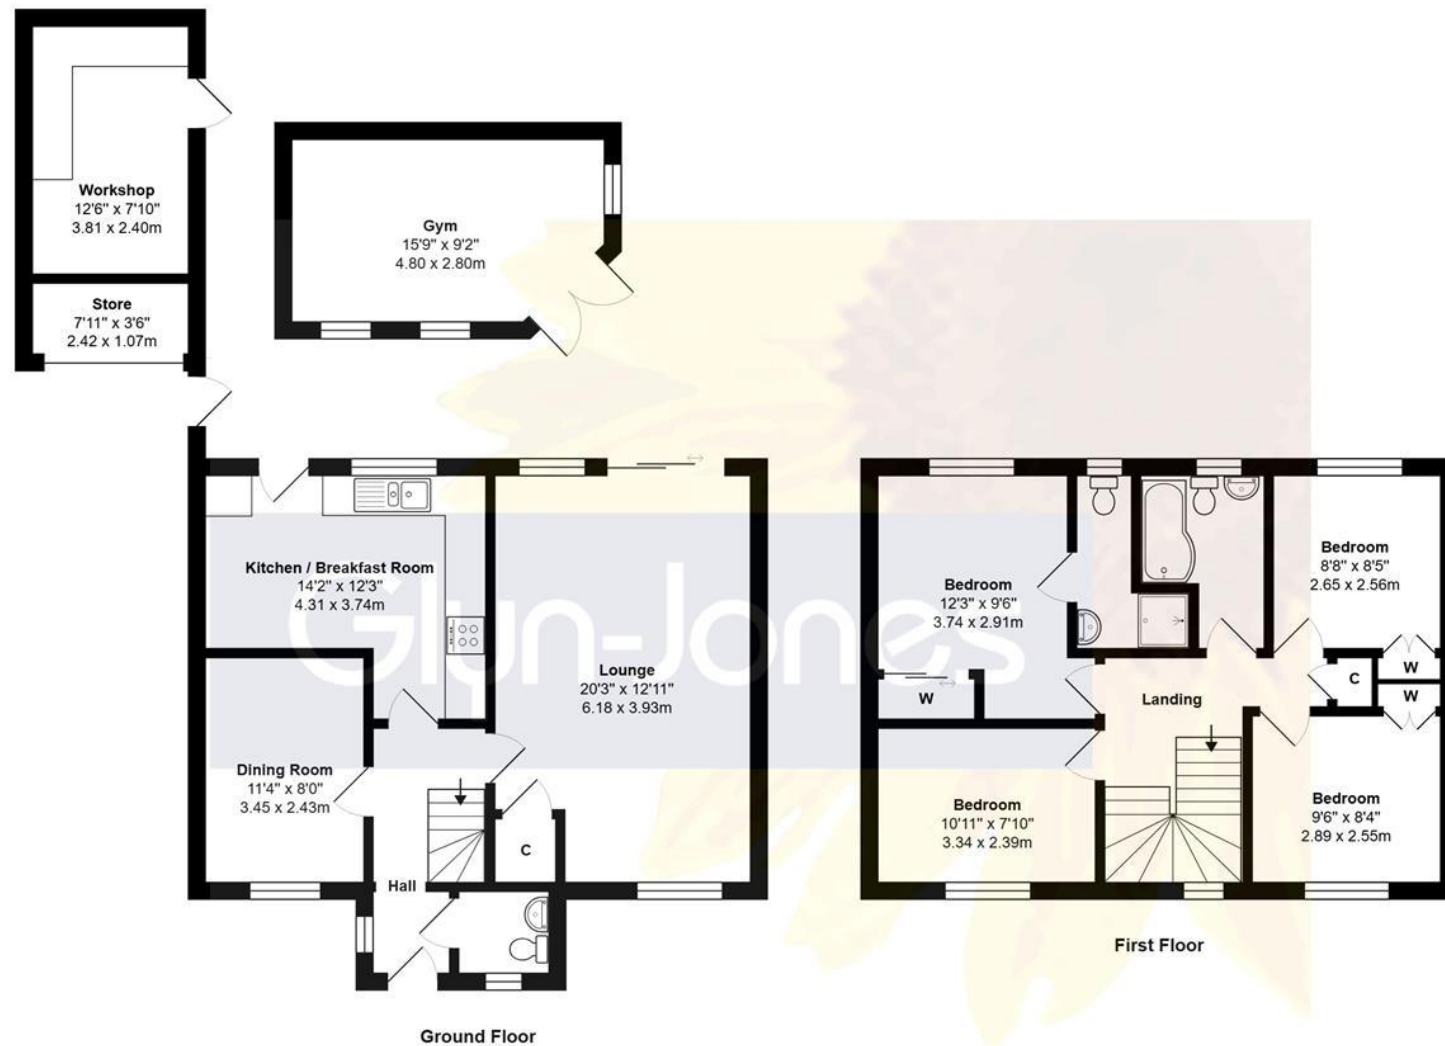 Workshop
12'6" x 7'10"
3.81 x 2.40m
Store
7'11" x 3'6"
2.42 x 1.07m
Gym
15'9" x 9'2"
4.80 x 2.80m
Kitchen / Breakfast Room
14'2" x 12'3"
4.31 x 3.74m
Lounge
20'3" x 12'11"
6.18 x 3.93m
Dining Room
11'4" x 8'0"
3.45 x 2.43m
C
Hall
Ground Floor
Bedroom
12'3" x 9'6"
3.74 x 2.91m
W
Bedroom
8'8" x 8'5"
2.65 x 2.56m
W
W
C
Landing
Bedroom
10'11" x 7'10"
3.34 x 2.39m
Bedroom
9'6" x 8'4"
2.89 x 2.55m
First Floor
Glyn-Jones